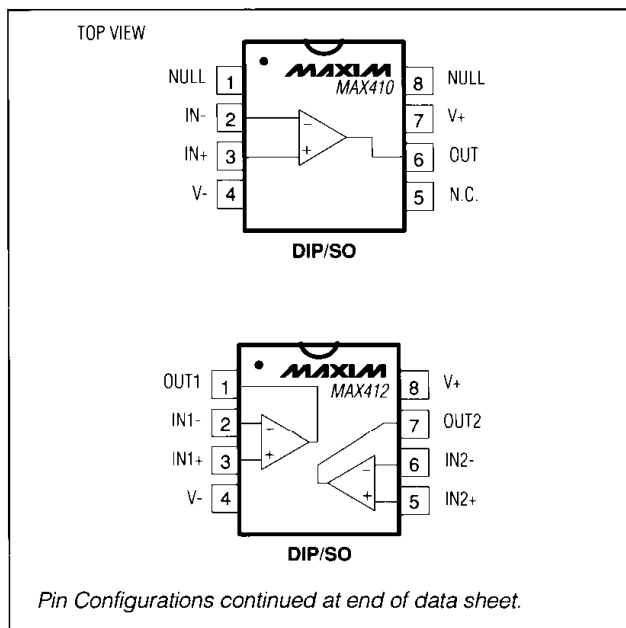 TOP VIEW
MAXIM
MAX410
NULL 1
IN- 2
IN+ 3
V- 4
8 NULL
7 V+
6 OUT
5 N.C.
- 
+
DIP/SO
MAXIM
MAX412
OUT1 1
IN1- 2
IN1+ 3
V- 4
8 V+
7 OUT2
6 IN2-
5 IN2+
-
+
-
+
DIP/SO
Pin Configurations continued at end of data sheet.